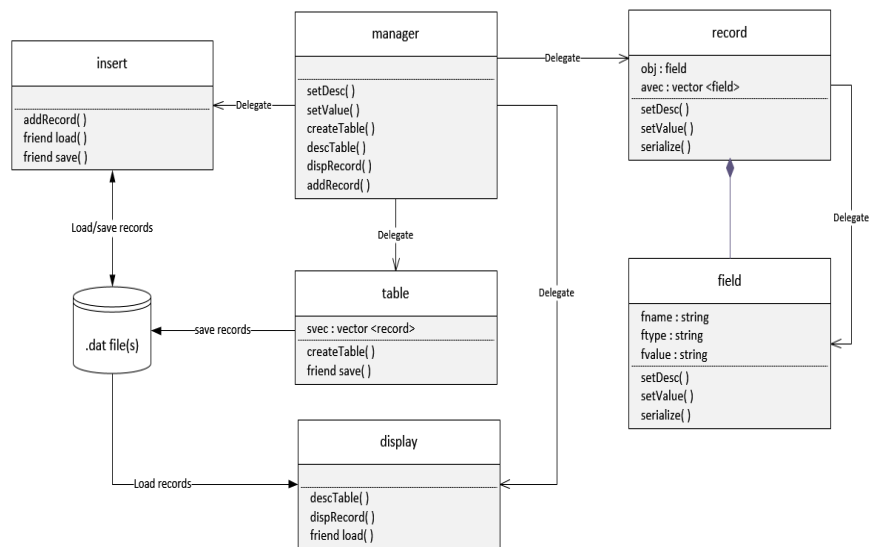 manager
setDesc( )
setValue( )
createTable( )
descTable( )
dispRecord( )
addRecord( )
record
obj : field
avec : vector <field>
setDesc( )
setValue( )
serialize( )
insert
addRecord( )
friend load( )
friend save( )
Delegate
Delegate
Delegate
Delegate
Delegate
Load/save records
.dat file(s)
save records
table
svec : vector <record>
createTable( )
friend save( )
field
fname : string
ftype : string
fvalue : string
setDesc( )
setValue( )
serialize( )
Load records
display
descTable( )
dispRecord( )
friend load( )